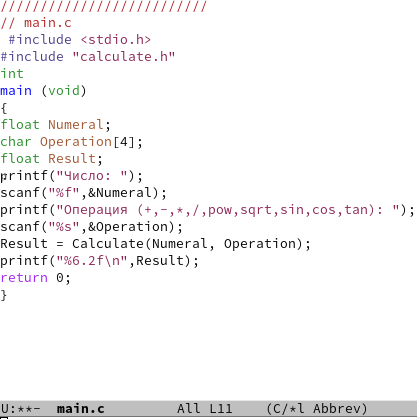 //////////////////////////
// main.c
 #include <stdio.h>
#include "calculate.h"
int
main (void)
{
float Numeral;
char Operation[4];
float Result;
printf("Число: ");
scanf("%f",&Numeral);
printf("Операция (+,-,*,/,pow,sqrt,sin,cos,tan): ");
scanf("%s",&Operation);
Result = Calculate(Numeral, Operation);
printf("%6.2f\n",Result);
return 0;
}
U:**-  main.c         All L11    (C/*l Abbrev)